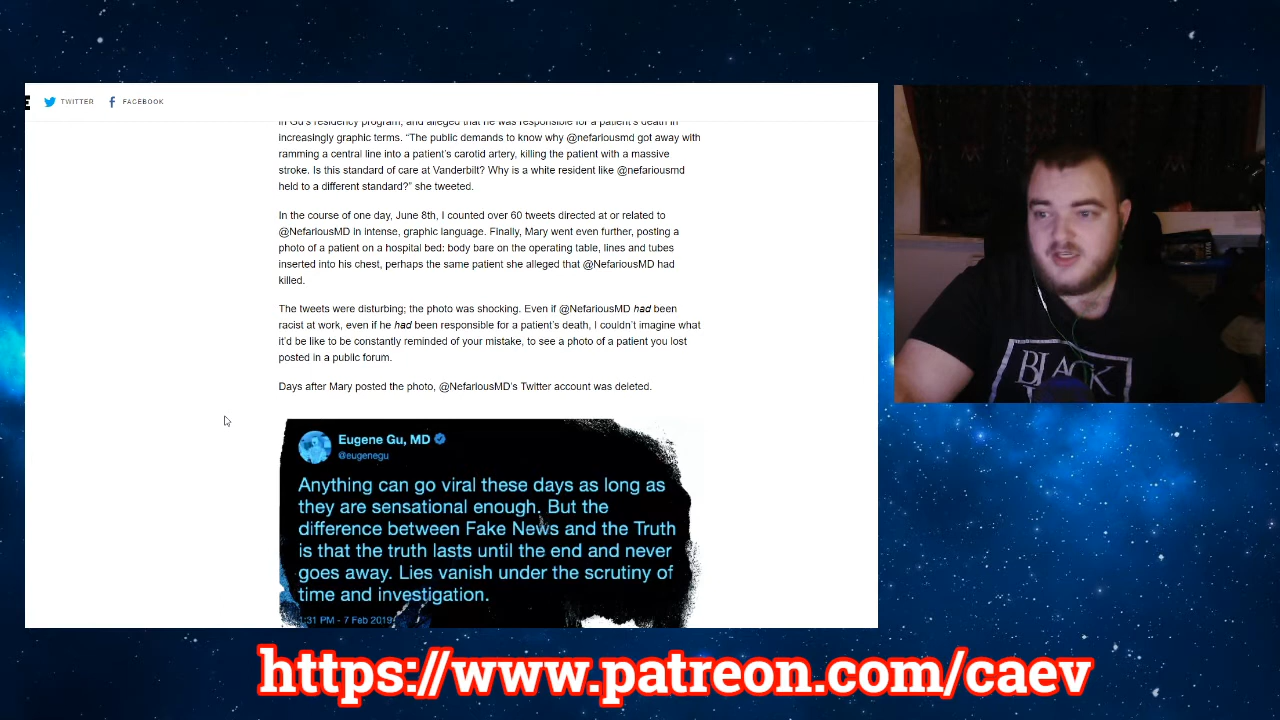 E TWITTER FACEBOOK
in Gu's residency program, and alleged that he was responsible for a patient's death in
increasingly graphic terms. “The public demands to know why @nefariousmd got away with
ramming a central line into a patient's carotid artery, killing the patient with a massive
stroke. Is this standard of care at Vanderbilt? Why is a white resident like @nefariousmd
held to a different standard?” she tweeted.
In the course of one day, June 8th, I counted over 60 tweets directed at or related to
@NefariousMD in intense, graphic language. Finally, Mary went even further, posting a
photo of a patient on a hospital bed: body bare on the operating table, lines and tubes
inserted into his chest, perhaps the same patient she alleged that @NefariousMD had
killed.
The tweets were disturbing; the photo was shocking. Even if @NefariousMD had been
racist at work, even if he had been responsible for a patient's death, I couldn't imagine what
it'd be like to be constantly reminded of your mistake, to see a photo of a patient you lost
posted in a public forum.
Days after Mary posted the photo, @NefariousMD's Twitter account was deleted.
Eugene Gu, MD
@eugenegu
Anything can go viral these days as long as
they are sensational enough. But the
difference between Fake News and the Truth
is that the truth lasts until the end and never
goes away. Lies vanish under the scrutiny of
time and investigation.
1:31 PM - 7 Feb 2019
BLACK
https://www.patreon.com/caev